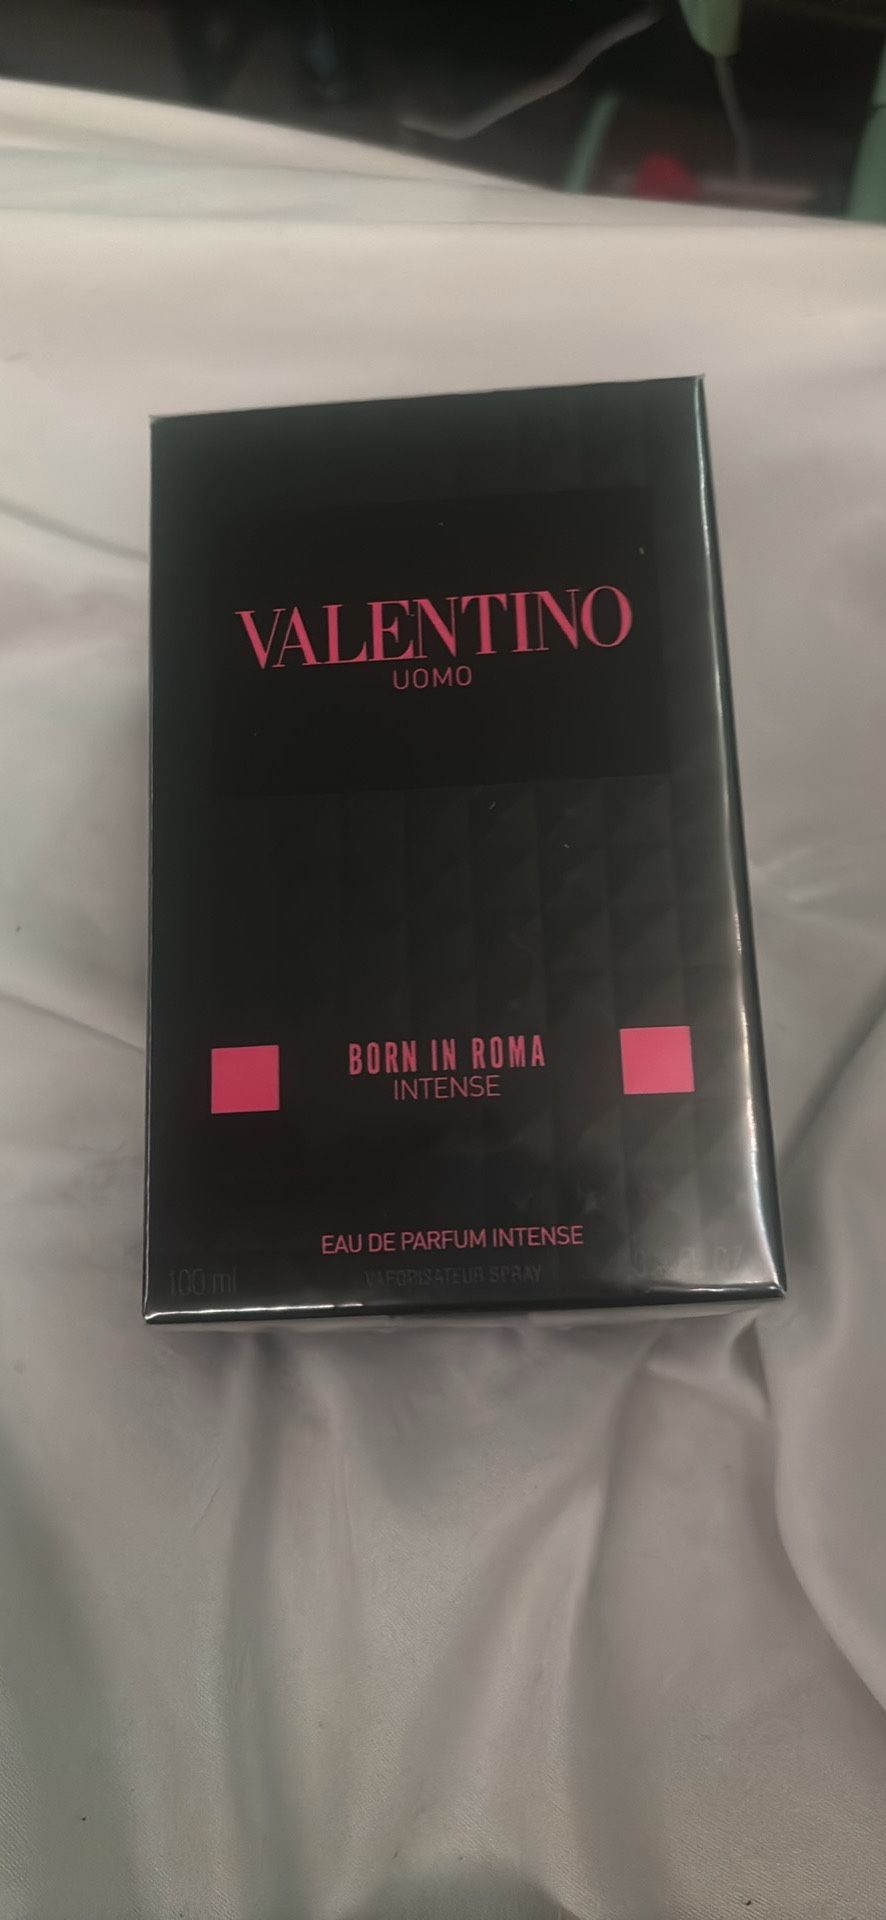 VALENTINO
UOMO
BORN IN ROMA
INTENSE
EAU DE PARFUM INTENSE
100 ml VAPORISATEUR SPRAY